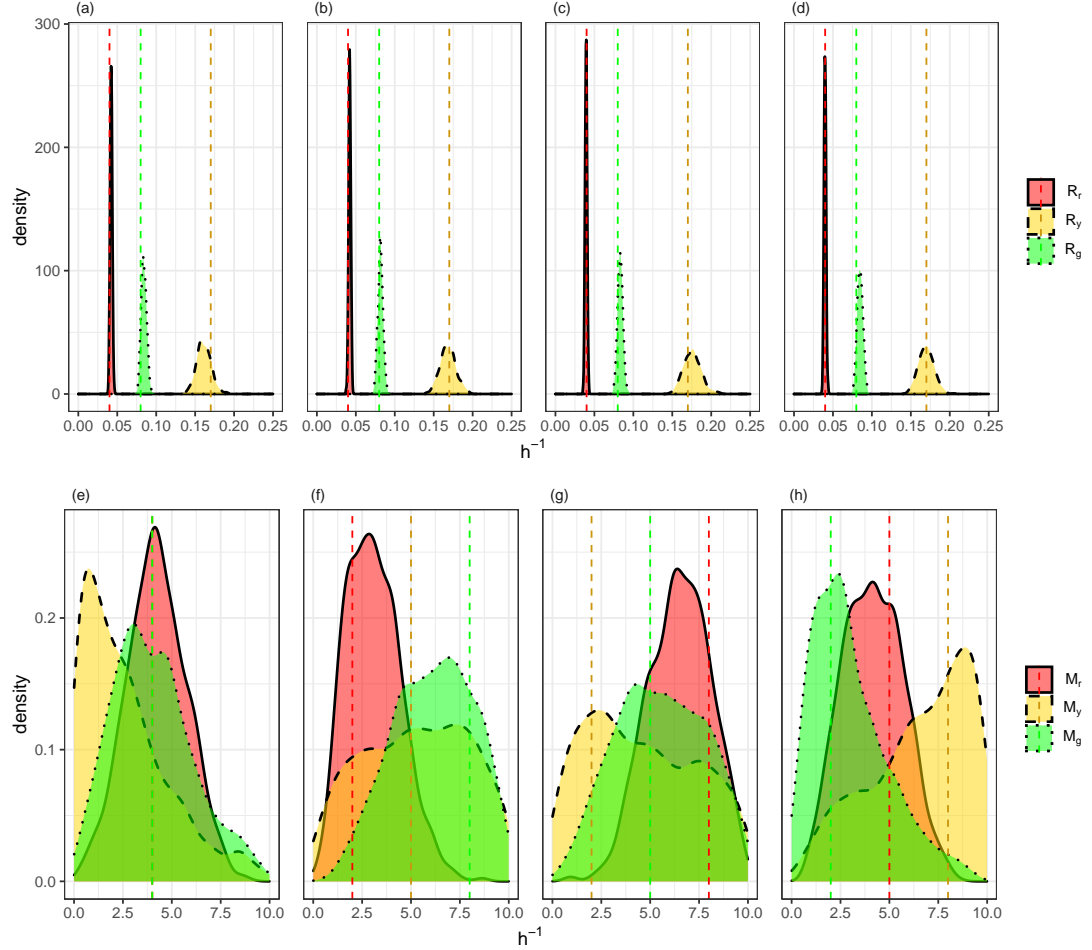 (a) (b) (c) (d)
300
200
100
0
density
0.00 0.05 0.10 0.15 0.20 0.25 0.00 0.05 0.10 0.15 0.20 0.25 0.00 0.05 0.10 0.15 0.20 0.25 0.00 0.05 0.10 0.15 0.20 0.25
h⁻¹
Rᵣ
R_y
R_g
(e) (f) (g) (h)
0.2
0.1
0.0
density
0.0 2.5 5.0 7.5 10.0 0.0 2.5 5.0 7.5 10.0 0.0 2.5 5.0 7.5 10.0 0.0 2.5 5.0 7.5 10.0
h⁻¹
Mᵣ
M_y
M_g